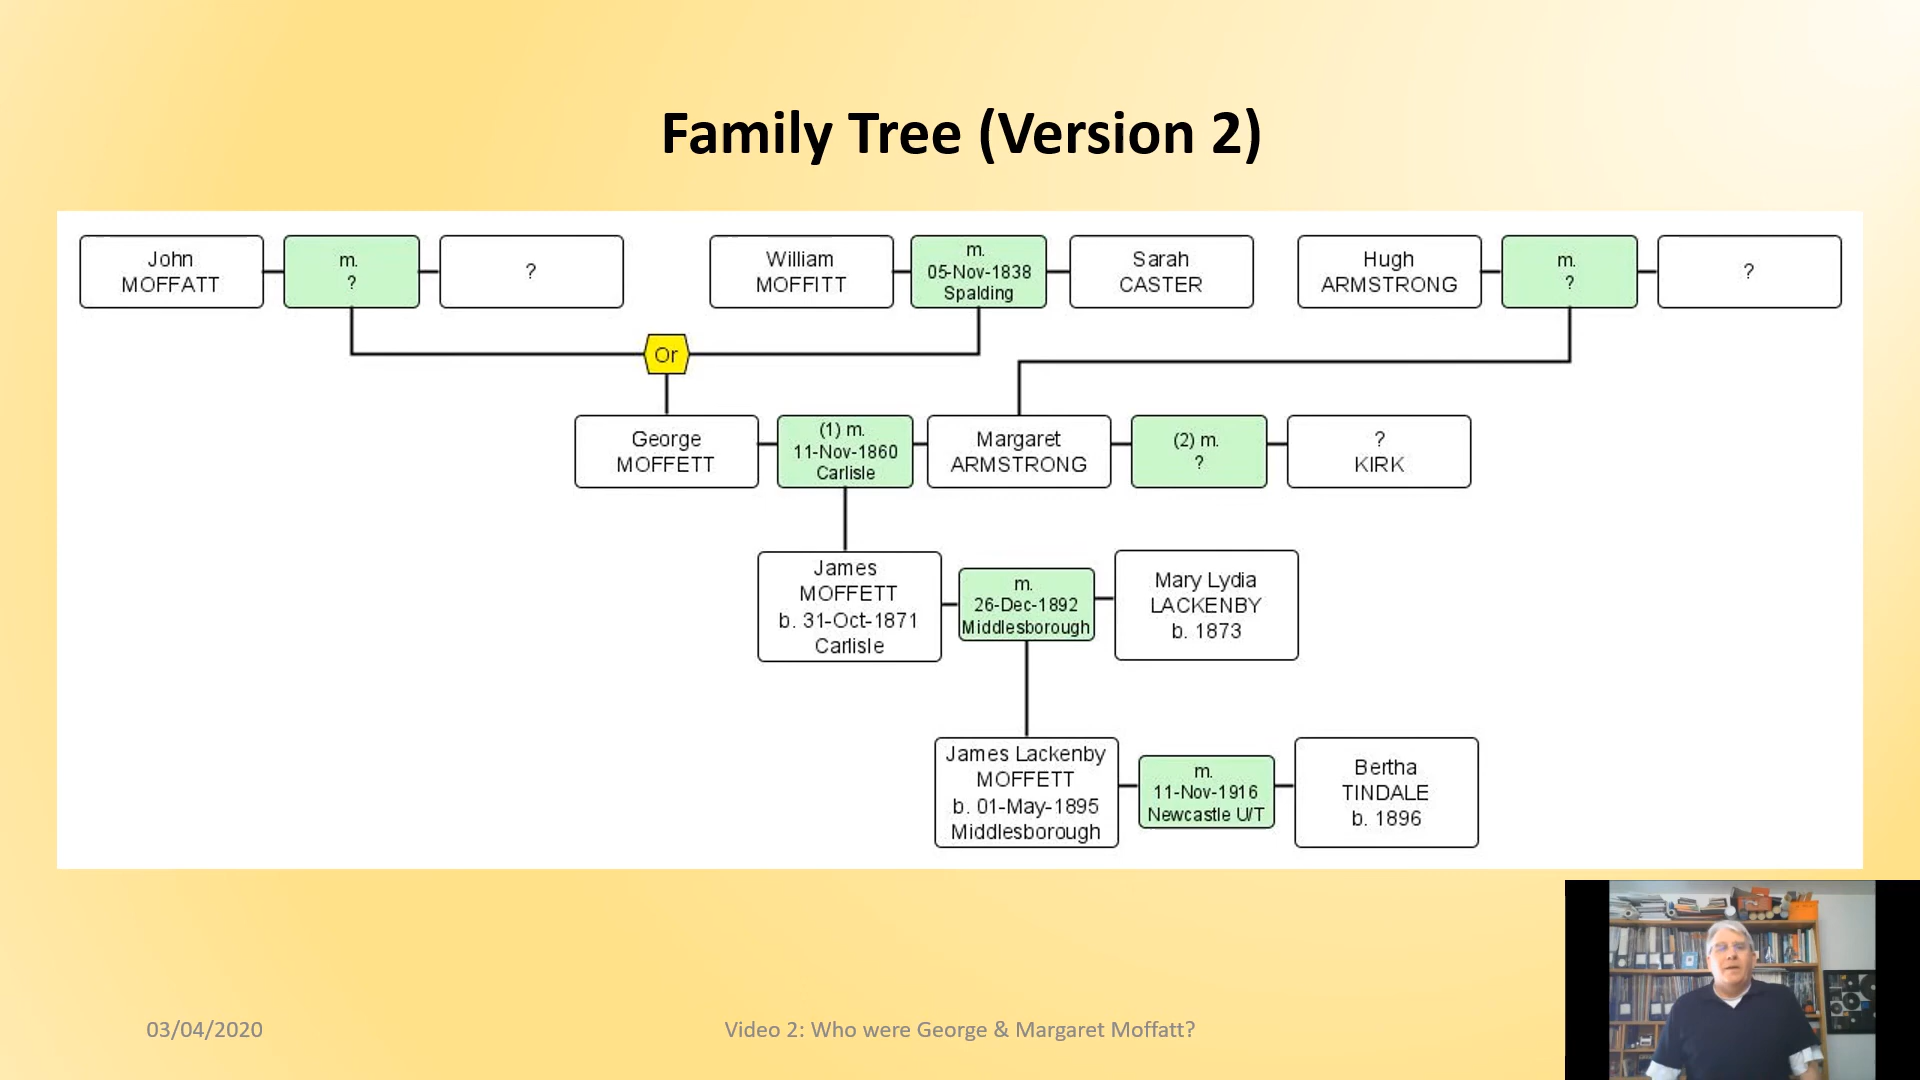 Family Tree (Version 2)
John
MOFFATT
m.
?
?
William
MOFFITT
m.
05-Nov-1838
Spalding
Sarah
CASTER
Hugh
ARMSTRONG
m.
?
?
Or
George
MOFFETT
(1) m.
11-Nov-1860
Carlisle
Margaret
ARMSTRONG
(2) m.
?
?
KIRK
James
MOFFETT
b. 31-Oct-1871
Carlisle
m.
26-Dec-1892
Middlesborough
Mary Lydia
LACKENBY
b. 1873
James Lackenby
MOFFETT
b. 01-May-1895
Middlesborough
m.
11-Nov-1916
Newcastle U/T
Bertha
TINDALE
b. 1896
03/04/2020
Video 2: Who were George & Margaret Moffatt?